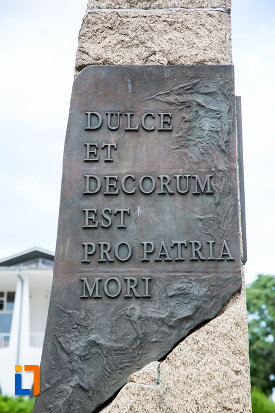 DULCE
ET
DECORUM
EST
PRO PATRIA
MORI